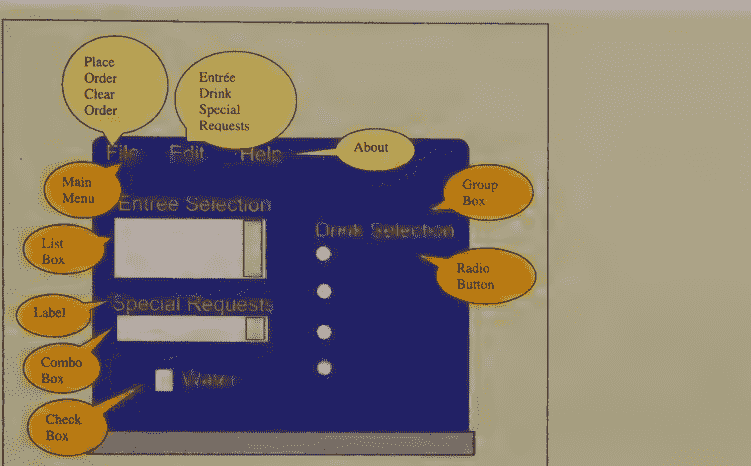 Place
Order
Clear
Order
Entrée
Drink
Special
Requests
File Edit Help
About
Main
Menu
Group
Box
Entrée Selection
List
Box
Drink Selection
Radio
Button
Label
Special Requests
Combo
Box
Water
Check
Box